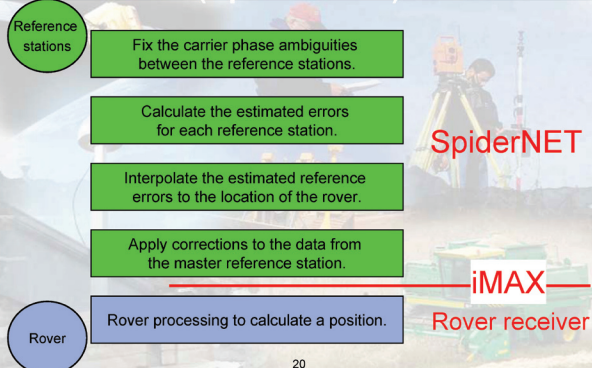 Reference
stations
Fix the carrier phase ambiguities
between the reference stations.
Calculate the estimated errors
for each reference station.
SpiderNET
Interpolate the estimated reference
errors to the location of the rover.
Apply corrections to the data from
the master reference station.
iMAX
Rover
Rover processing to calculate a position.
Rover receiver
20